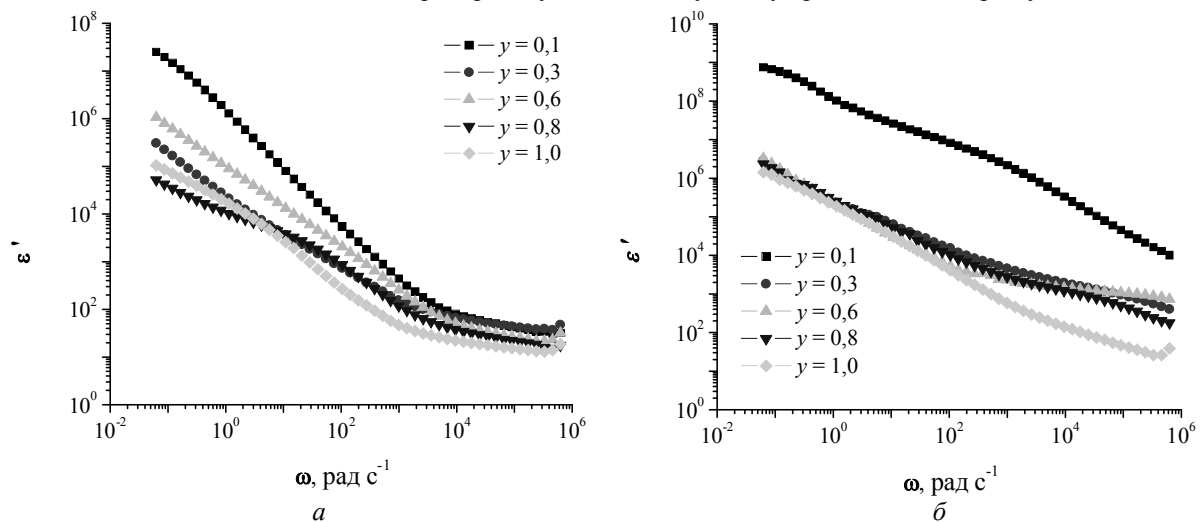 10^8
10^6
10^4
10^2
10^0
ε'
10^-2 10^0 10^2 10^4 10^6
ω, рад с^-1
y = 0,1
y = 0,3
y = 0,6
y = 0,8
y = 1,0
а
10^10
10^8
10^6
10^4
10^2
10^0
ε'
10^-2 10^0 10^2 10^4 10^6
ω, рад с^-1
y = 0,1
y = 0,3
y = 0,6
y = 0,8
y = 1,0
б